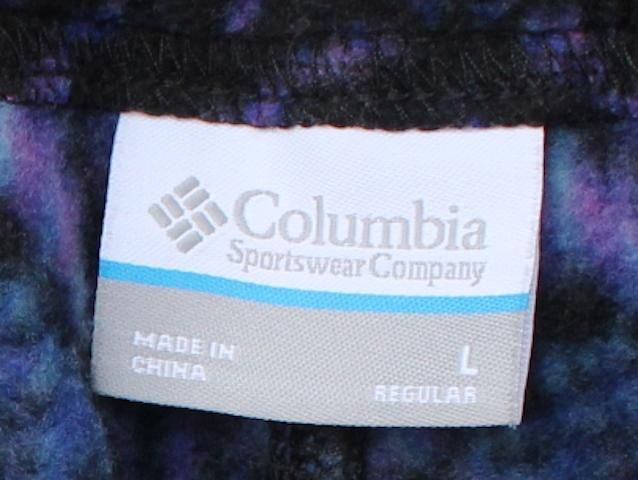 Columbia
Sportswear Company
MADE IN
CHINA
L
REGULAR